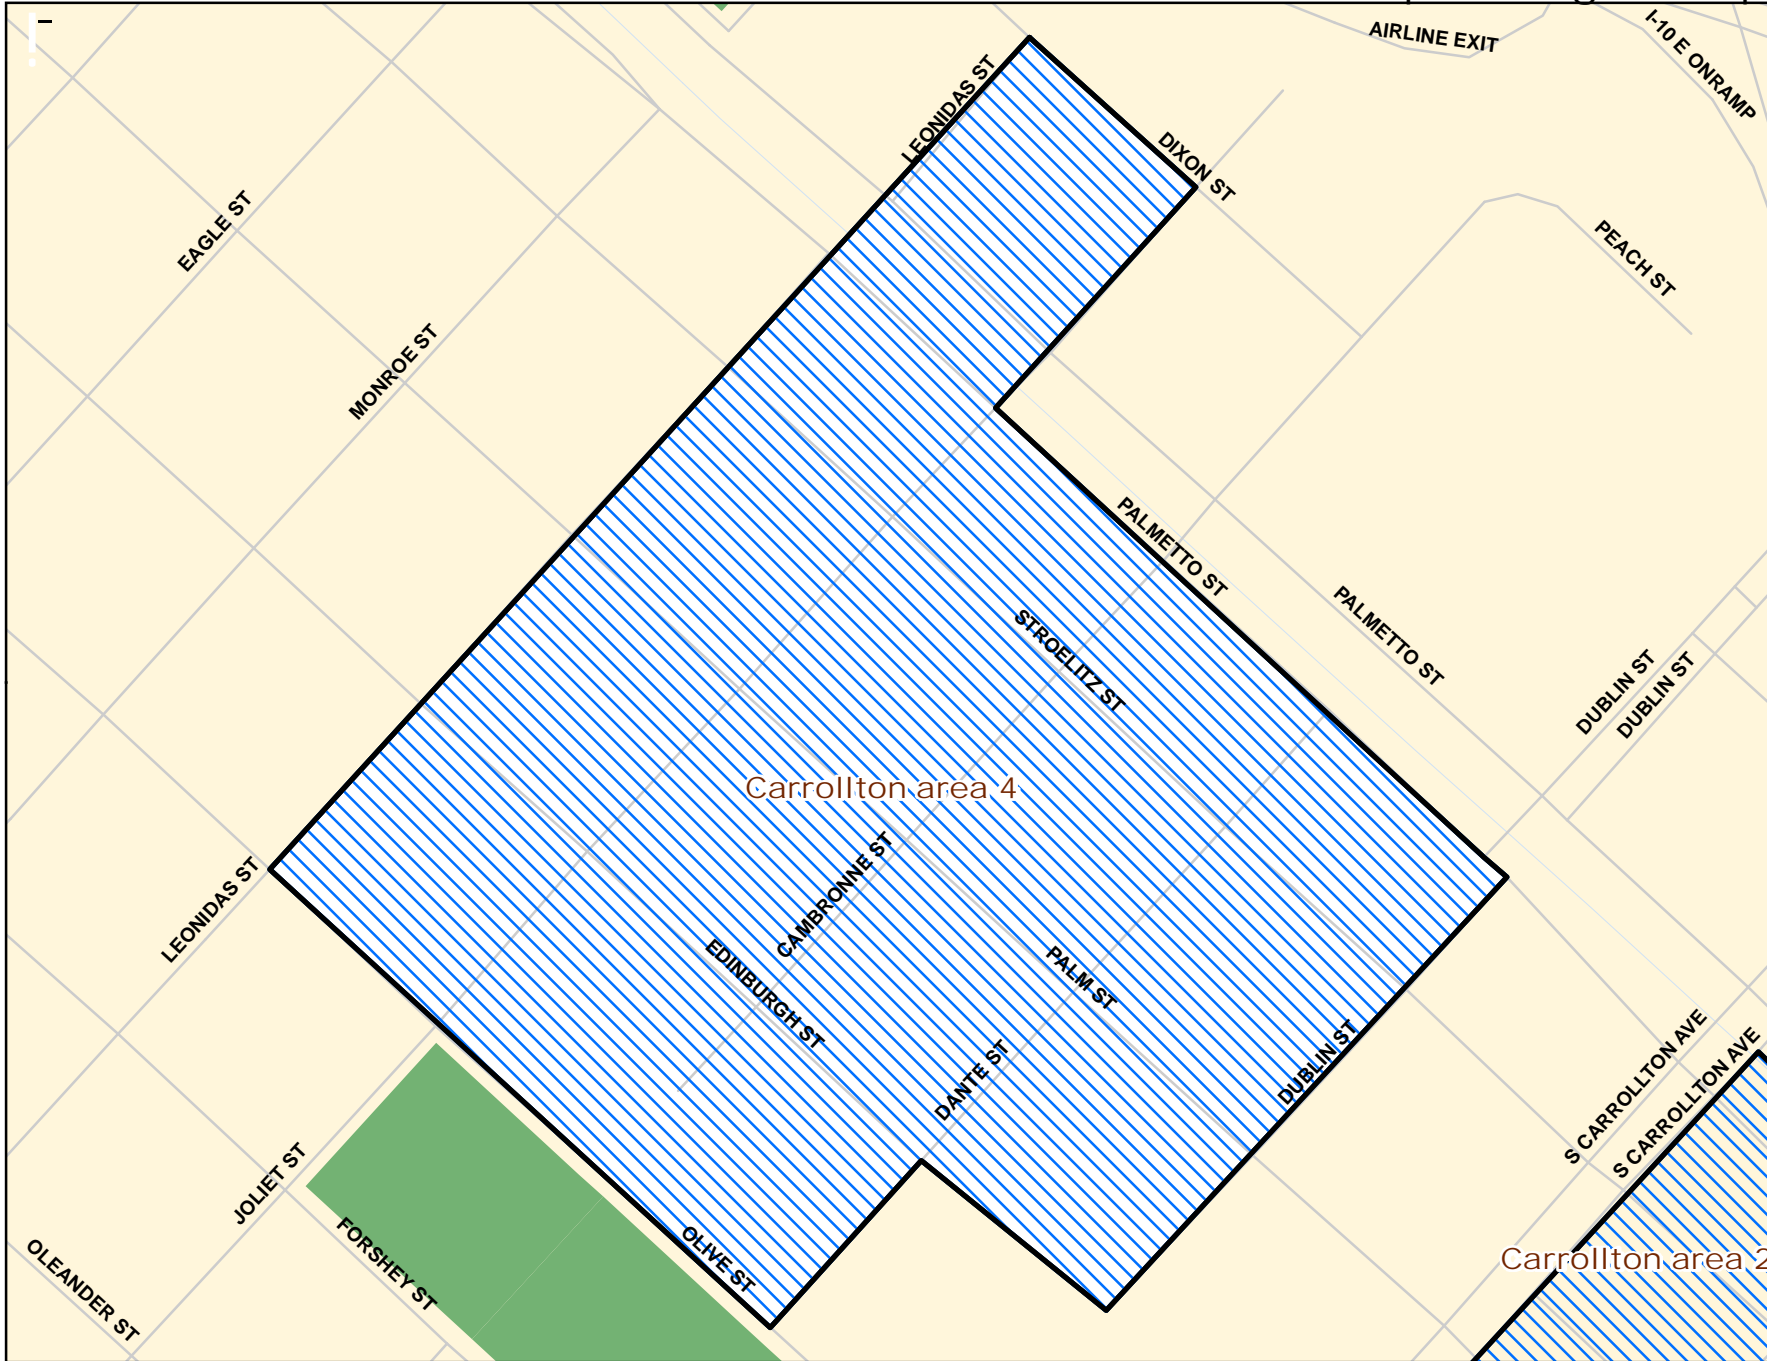 AIRLINE EXIT
I-10 E ONRAMP
LEONIDAS ST
DIXON ST
EAGLE ST
PEACH ST
MONROE ST
PALMETTO ST
PALMETTO ST
STROELITZ ST
DUBLIN ST
DUBLIN ST
Carrollton area 4
CAMBRONNE ST
LEONIDAS ST
EDINBURGH ST
PALM ST
DANTE ST
DUBLIN ST
S CARROLLTON AVE
S CARROLLTON AVE
JOLIET ST
FORSHEY ST
OLIVE ST
OLEANDER ST
Carrollton area 2